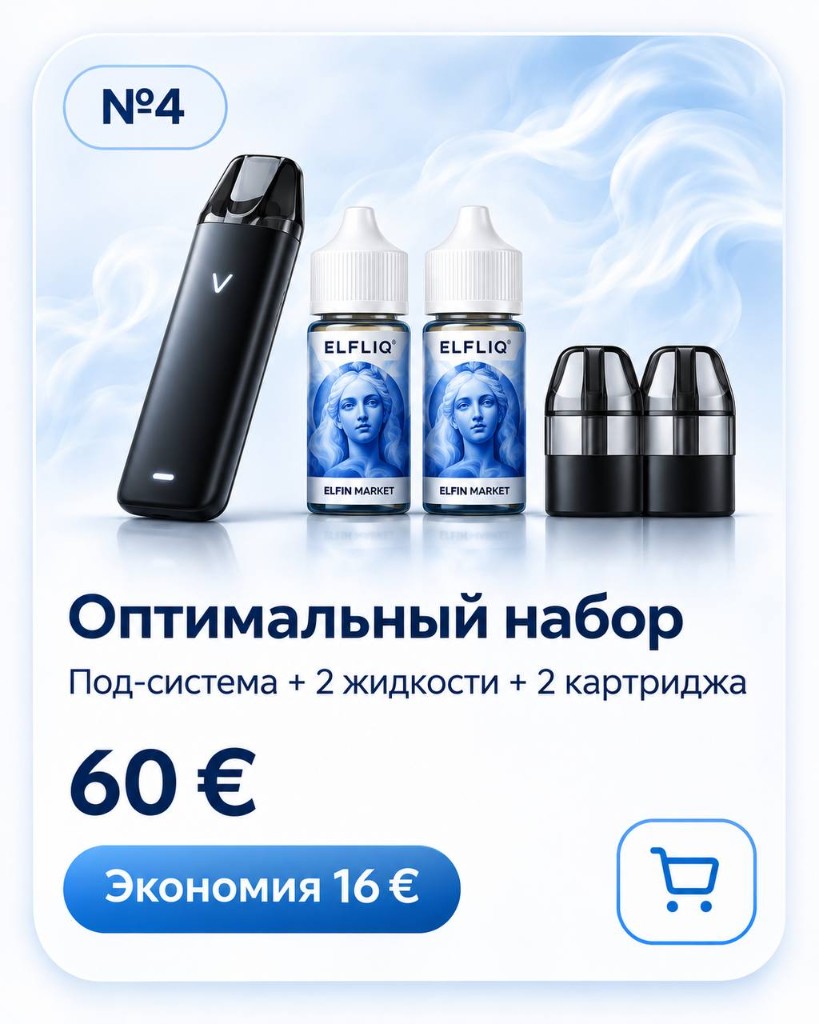 №4
V
ELFLIQ®
ELFIN MARKET
ELFLIQ®
ELFIN MARKET
Оптимальный набор
Под-система + 2 жидкости + 2 картриджа
60 €
Экономия 16 €